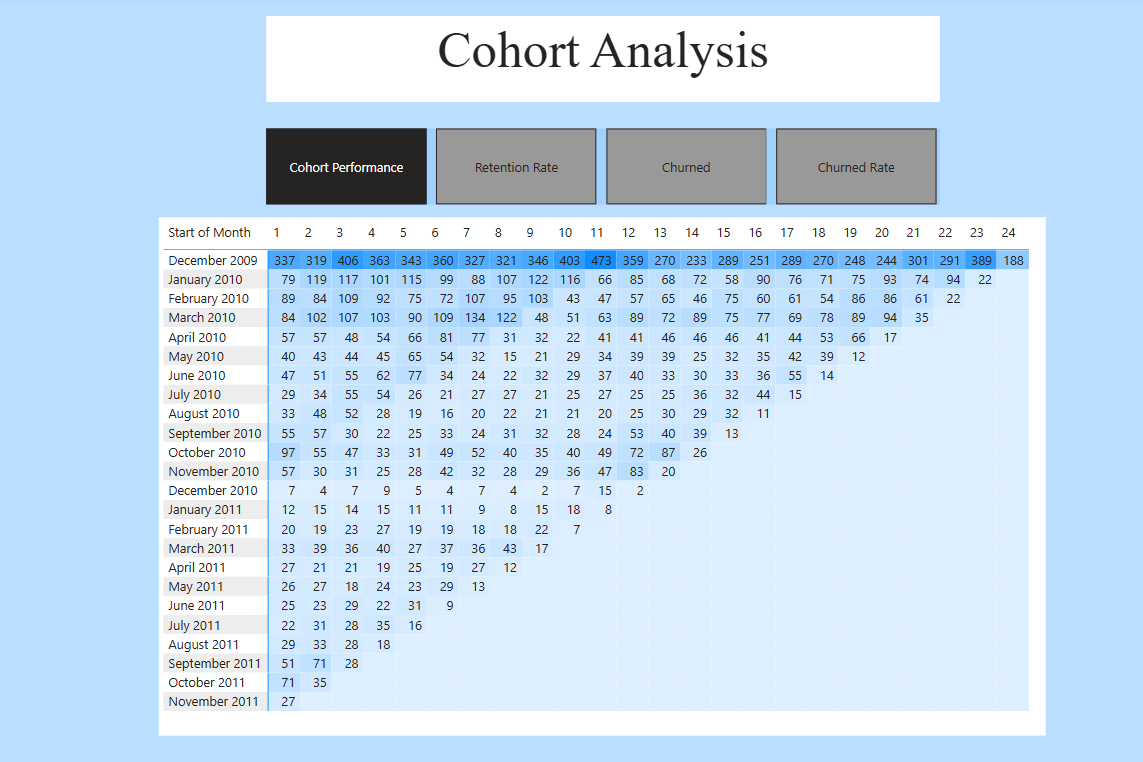 Cohort Analysis
Cohort Performance Retention Rate Churned Churned Rate
Start of Month 1 2 3 4 5 6 7 8 9 10 11 12 13 14 15 16 17 18 19 20 21 22 23 24
December 2009 337 319 406 363 343 360 327 321 346 403 473 359 270 233 289 251 289 270 248 244 301 291 389 188
January 2010 79 119 117 101 115 99 88 107 122 116 66 85 68 72 58 90 76 71 75 93 74 94 22
February 2010 89 84 109 92 75 72 107 95 103 43 47 57 65 46 75 60 61 54 86 86 61 22
March 2010 84 102 107 103 90 109 134 122 48 51 63 89 72 89 75 77 69 78 89 94 35
April 2010 57 57 48 54 66 81 77 31 32 22 41 41 46 46 46 41 44 53 66 17
May 2010 40 43 44 45 65 54 32 15 21 29 34 39 39 25 32 35 42 39 12
June 2010 47 51 55 62 77 34 24 22 32 29 37 40 33 30 33 36 55 14
July 2010 29 34 55 54 26 21 27 27 21 25 27 25 25 36 32 44 15
August 2010 33 48 52 28 19 16 20 22 21 21 20 25 30 29 32 11
September 2010 55 57 30 22 25 33 24 31 32 28 24 53 40 39 13
October 2010 97 55 47 33 31 49 52 40 35 40 49 72 87 26
November 2010 57 30 31 25 28 42 32 28 29 36 47 83 20
December 2010 7 4 7 9 5 4 7 4 2 7 15 2
January 2011 12 15 14 15 11 11 9 8 15 18 8
February 2011 20 19 23 27 19 19 18 18 22 7
March 2011 33 39 36 40 27 37 36 43 17
April 2011 27 21 21 19 25 19 27 12
May 2011 26 27 18 24 23 29 13
June 2011 25 23 29 22 31 9
July 2011 22 31 28 35 16
August 2011 29 33 28 18
September 2011 51 71 28
October 2011 71 35
November 2011 27